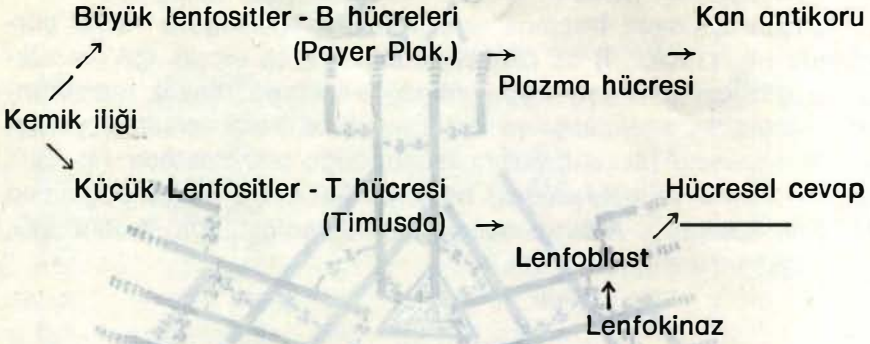 Büyük lenfositler - B hücreleri Kan antikoru
(Payer Plak.) → →
Plazma hücresi
Kemik iliği
Küçük Lenfositler - T hücresi Hücresel cevap
(Timusda) →
Lenfoblast
Lenfokinaz